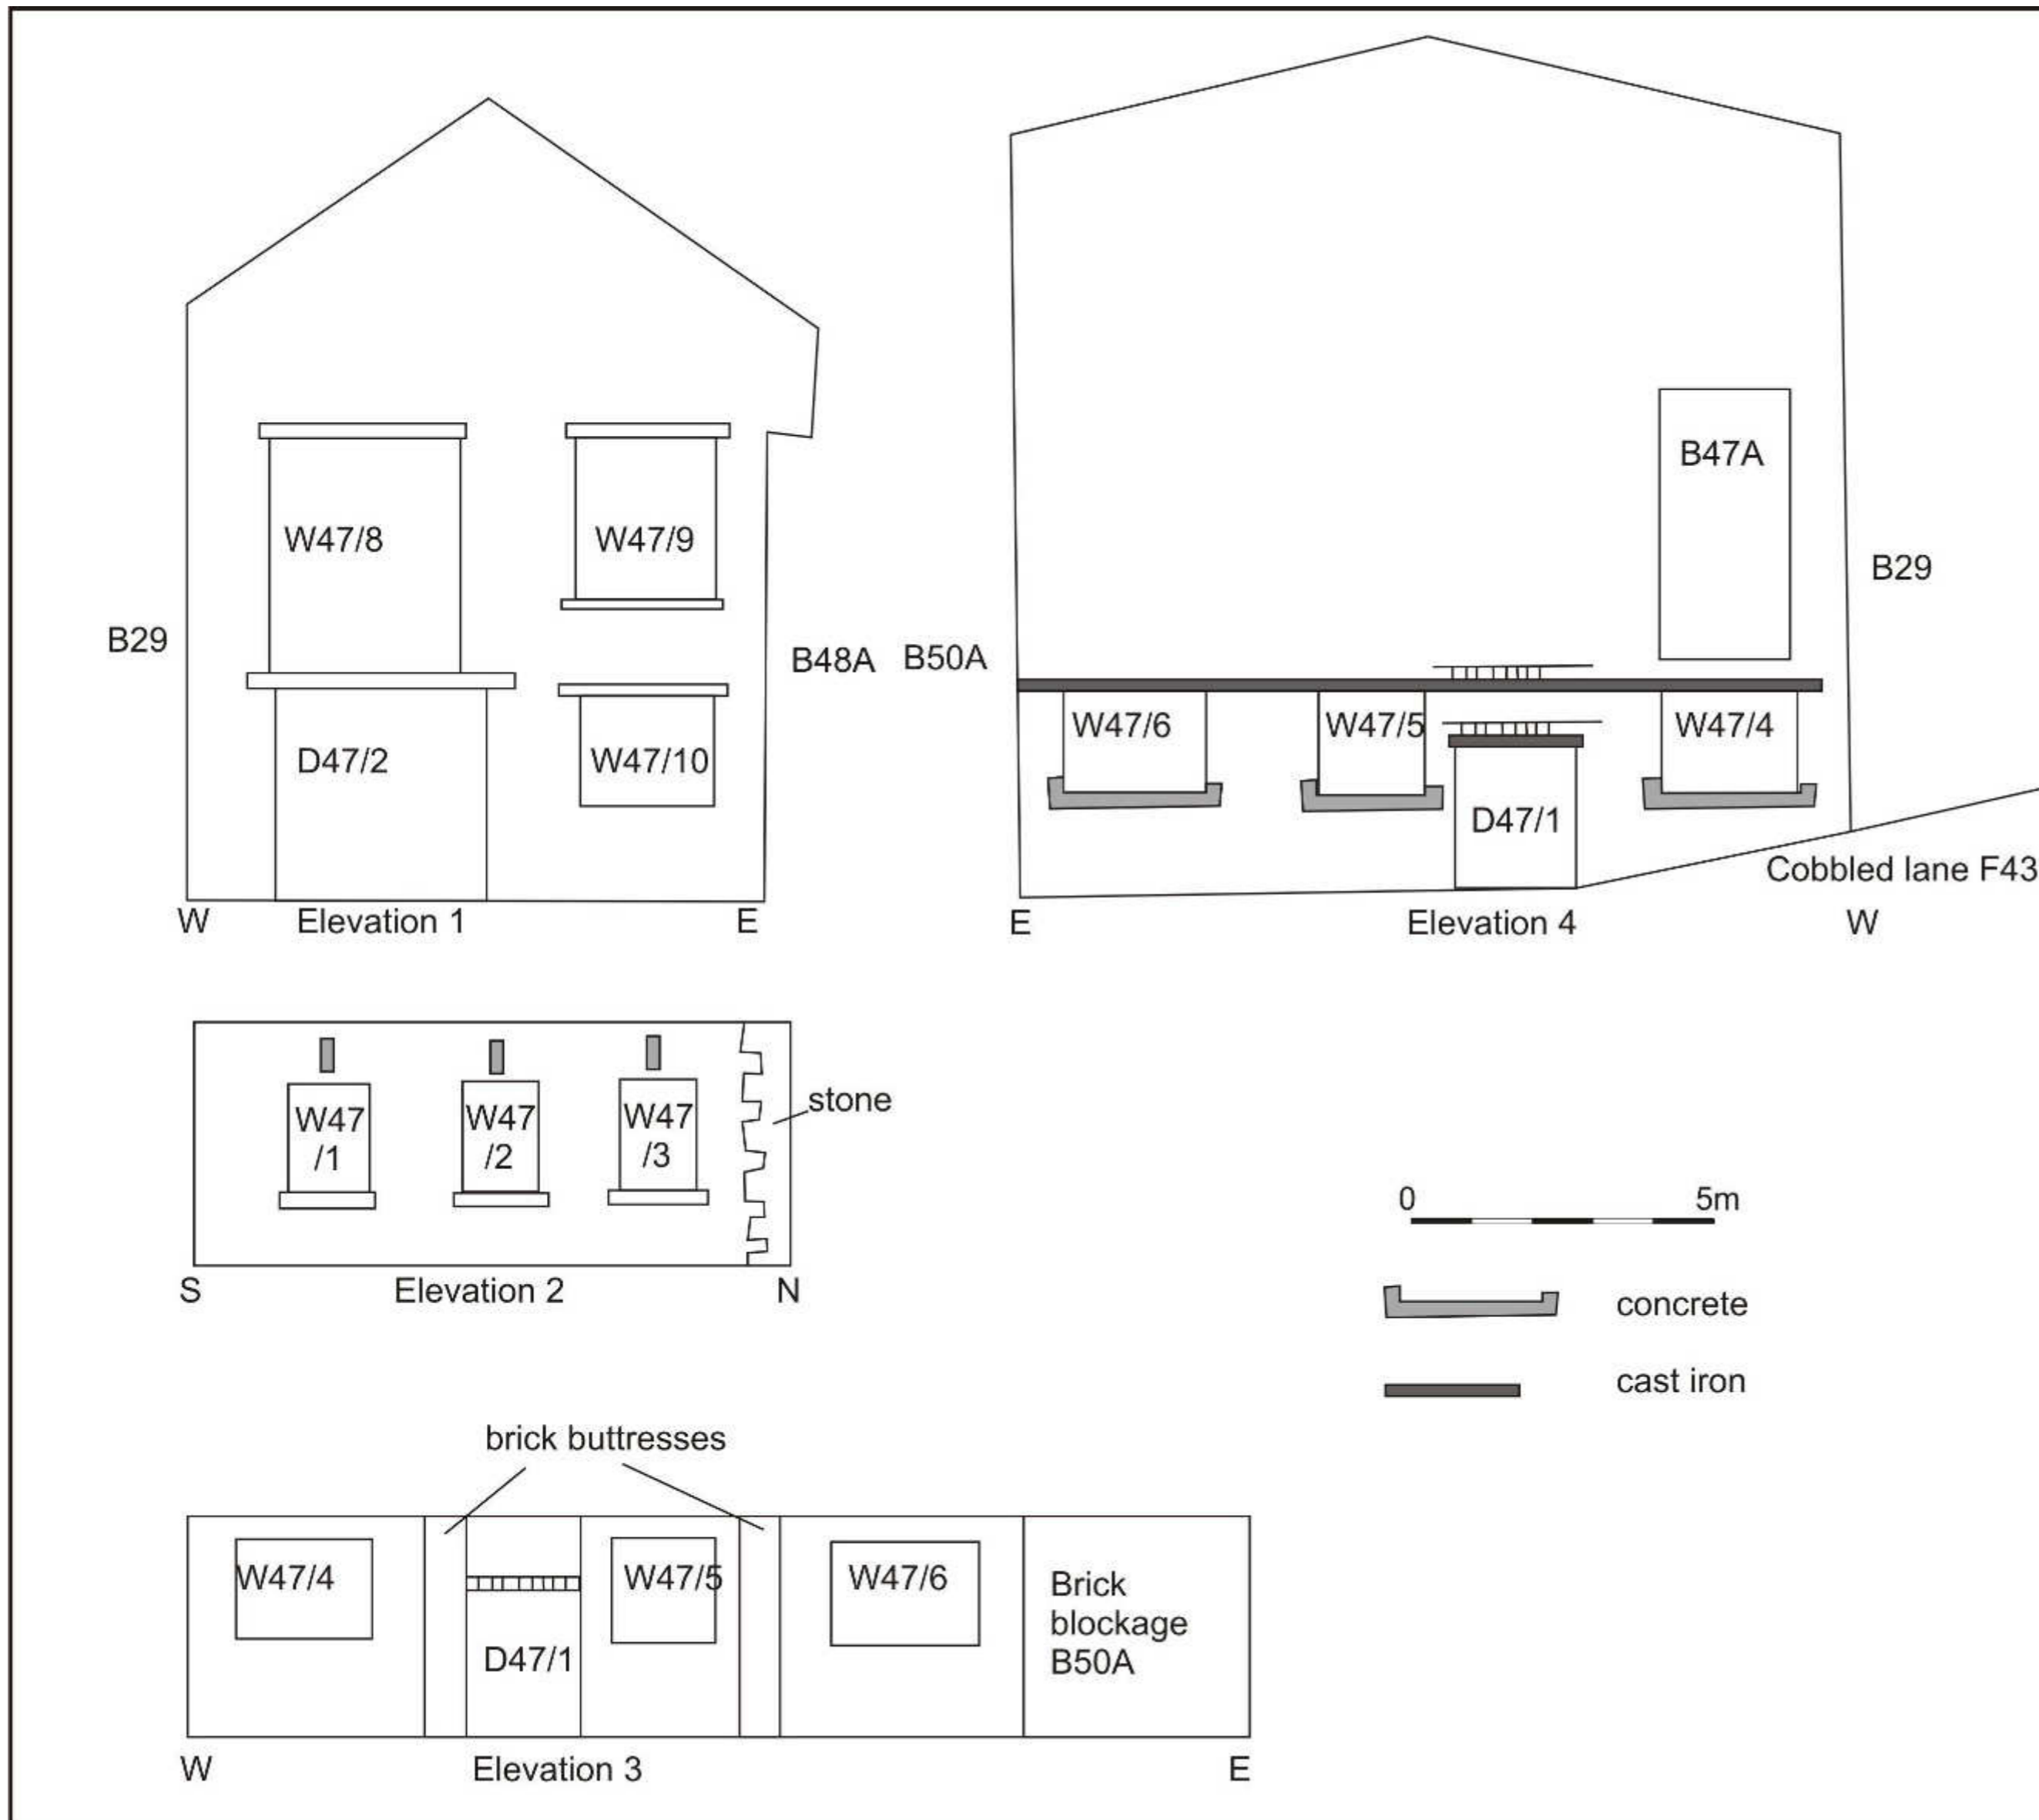 W47/8
W47/9
B29
B48A
D47/2
W47/10
W
Elevation 1
E
B47A
B29
B50A
W47/6
W47/5
W47/4
D47/1
Cobbled lane F43
E
Elevation 4
W
W47
/1
W47
/2
W47
/3
stone
S
Elevation 2
N
0
5m
concrete
cast iron
brick buttresses
W47/4
W47/5
W47/6
D47/1
Brick
blockage
B50A
W
Elevation 3
E